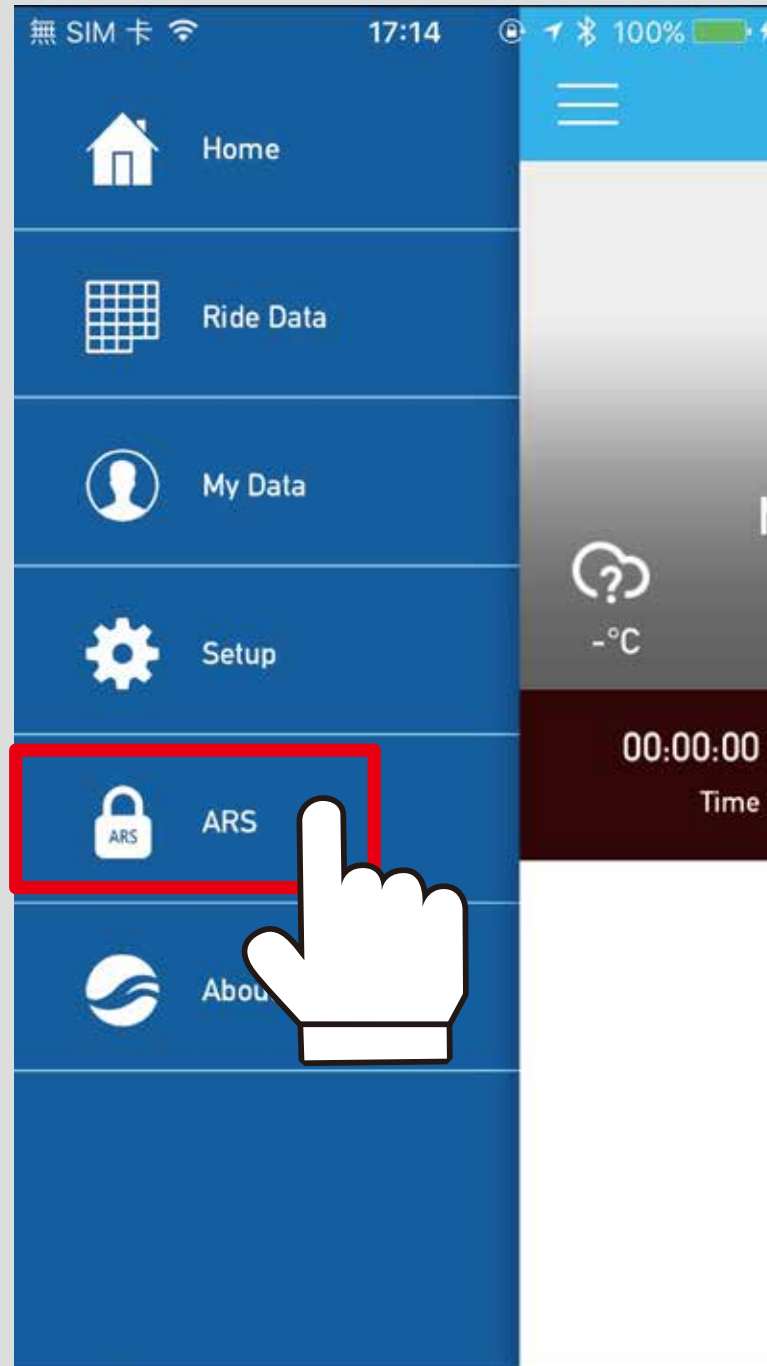 無 SIM 卡 17:14 100%
Home
Ride Data
My Data
-°C
Setup
00:00:00
Time
ARS
ARS